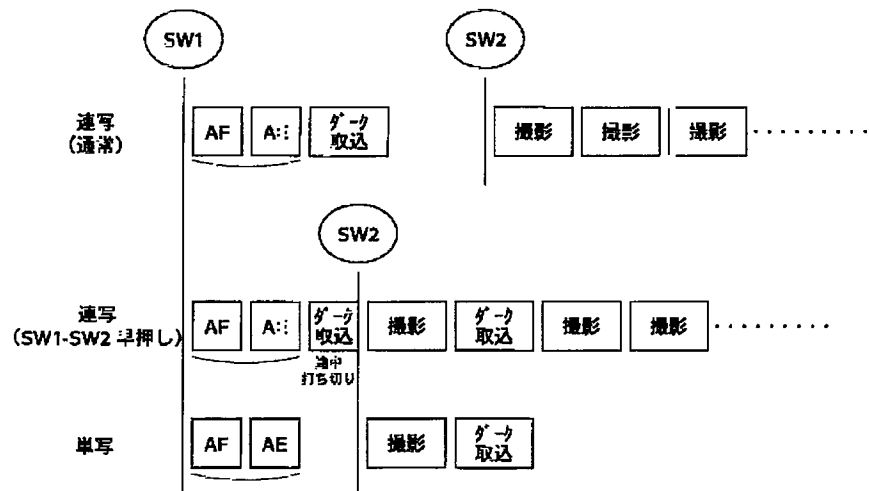 SW1
SW2
連写
(通常)
AF
ダーク
取込
撮影
撮影
撮影
SW2
連写
(SW1-SW2 早押し)
AF
ダーク
取込
途中
打ち切り
撮影
ダーク
取込
撮影
撮影
単写
AF
AE
撮影
ダーク
取込